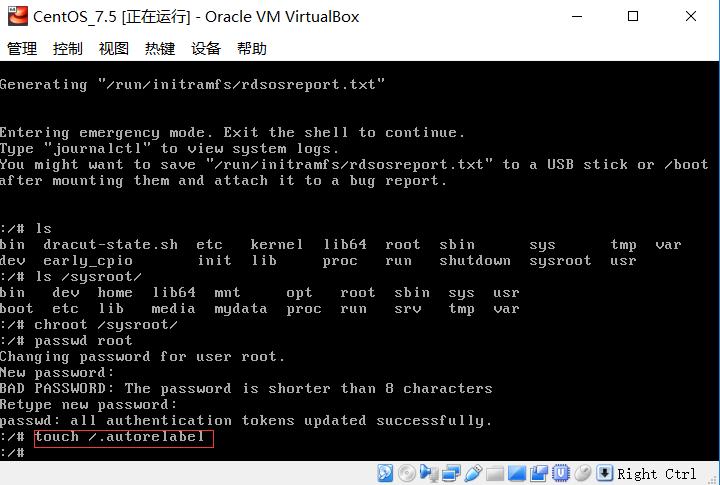 CentOS_7.5 [正在运行] - Oracle VM VirtualBox
管理 控制 视图 热键 设备 帮助
Generating "/run/initramfs/rdsosreport.txt"
Entering emergency mode. Exit the shell to continue.
Type "journalctl" to view system logs.
You might want to save "/run/initramfs/rdsosreport.txt" to a USB stick or /boot
after mounting them and attach it to a bug report.
:/# ls
bin dracut-state.sh etc kernel lib64 root sbin sys tmp var
dev early_cpio init lib proc run shutdown sysroot usr
:/# ls /sysroot/
bin dev home lib64 mnt opt root sbin sys usr
boot etc lib media mydata proc run srv tmp var
:/# chroot /sysroot/
:/# passwd root
Changing password for user root.
New password:
BAD PASSWORD: The password is shorter than 8 characters
Retype new password:
passwd: all authentication tokens updated successfully.
:/# touch /.autorelabel
:/#
Right Ctrl